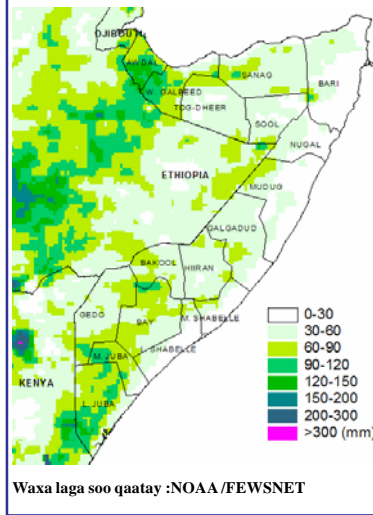 DJIBOUTI
AWDAL
W. GALBEED
SANAG
BARI
TOG-DHEER
SOOL
NUGAL
ETHIOPIA
MUDUG
GALGADUD
BAKOOL
HIIRAN
GEDO
BAY
M. SHABELLE
L. SHABELLE
M. JUBA
KENYA
L. JUBA
0-30
30-60
60-90
90-120
120-150
150-200
200-300
>300 (mm)
Waxa laga soo qaatay :NOAA/FEWSNET